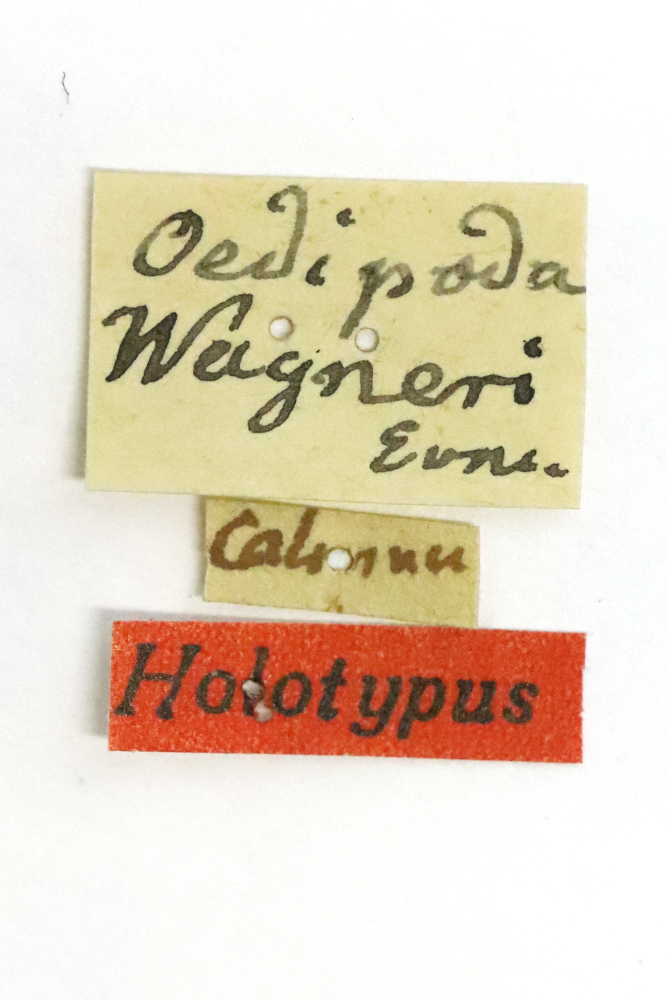 Oedipoda
Wagneri
Evm.
Holotypus